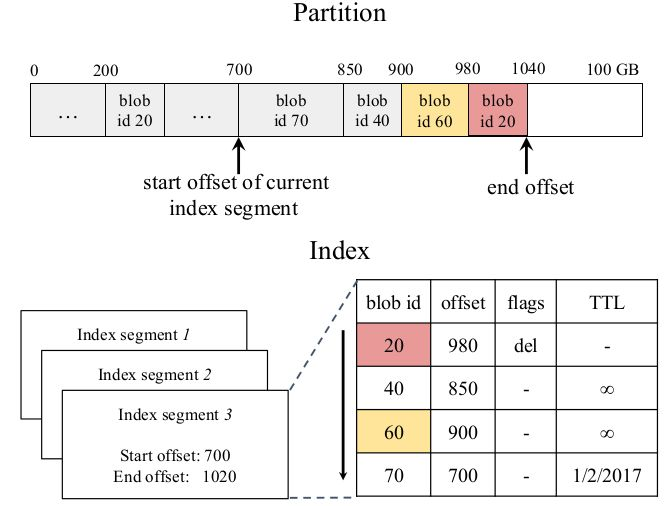 Partition
0 200 700 850 900 980 1040 100 GB
... blob id 20 ... blob id 70 blob id 40 blob id 60 blob id 20
start offset of current
index segment
end offset
Index
Index segment 1
Index segment 2
Index segment 3
Start offset: 700
End offset: 1020
blob id offset flags TTL
20 980 del -
40 850 - ∞
60 900 - ∞
70 700 - 1/2/2017